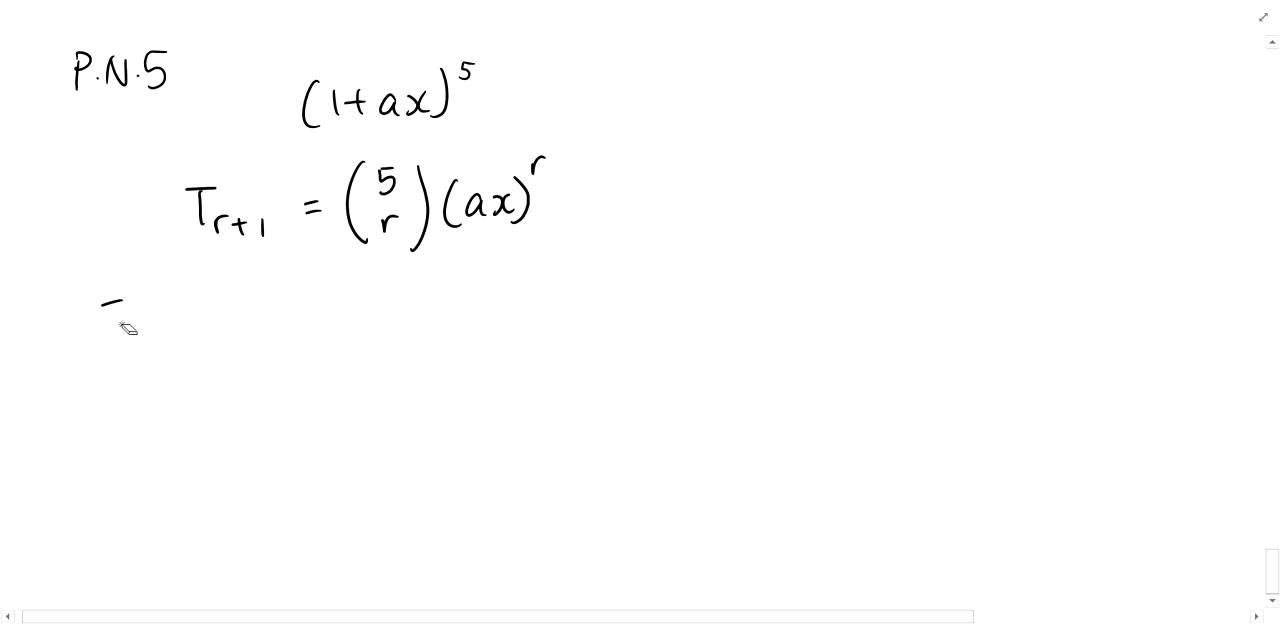 P.N.5
(1+ax)^5
T_{r+1} = (5 r)(ax)^r